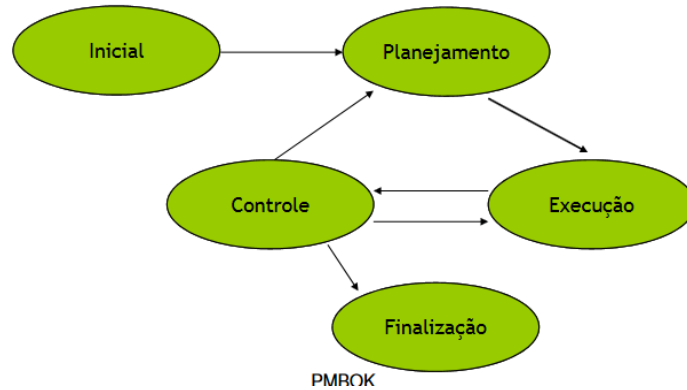 Inicial
Planejamento
Controle
Execução
Finalização
PMBOK